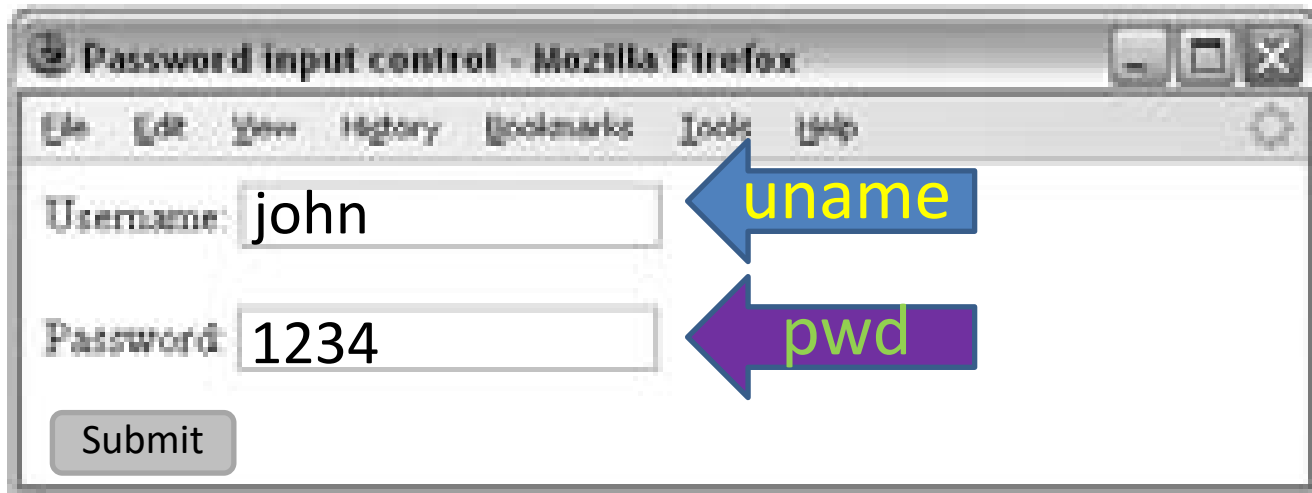 Password input control - Mozilla Firefox
File Edit View History Bookmarks Tools Help
Username: john uname
Password: 1234 pwd
Submit